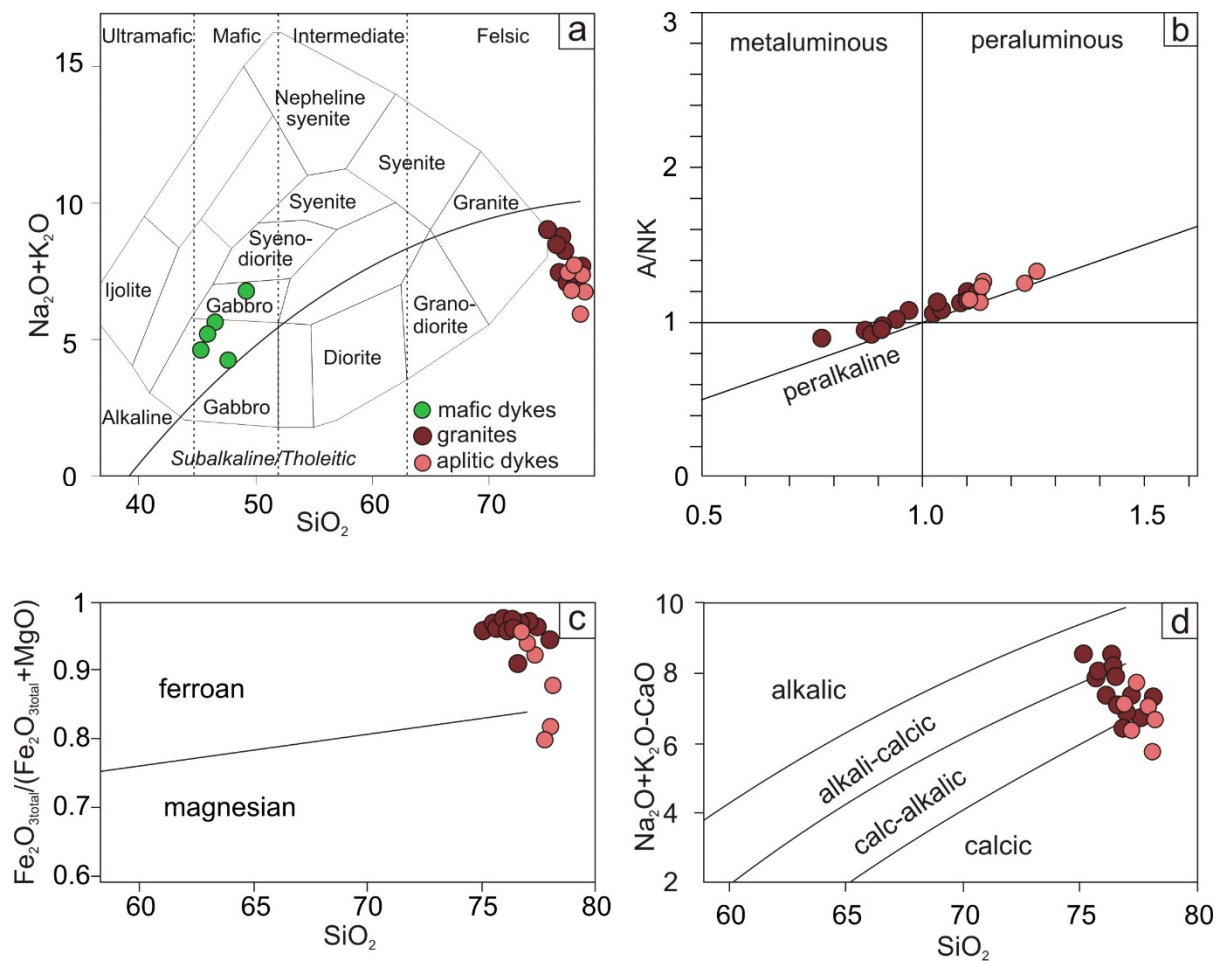 Ultramafic Mafic Intermediate Felsic a
15
Nepheline
syenite
Syenite
10
Na₂O+K₂O
Syenite
Granite
Syeno-
diorite
Ijolite
Gabbro
Grano-
diorite
5
Diorite
Alkaline
Gabbro
mafic dykes
granites
aplitic dykes
Subalkaline/Tholeitic
0
40 50 60 70
SiO₂
3
metaluminous peraluminous b
2
A/NK
1
peralkaline
0
0.5 1.0 1.5
Fe₂O₃total/(Fe₂O₃total+MgO)
1 c
0.9
ferroan
0.8
magnesian
0.7
0.6
60 65 70 75 80
SiO₂
Na₂O+K₂O-CaO
10 d
8
alkalic
6
alkali-calcic
calc-alkalic
4
calcic
2
60 65 70 75 80
SiO₂